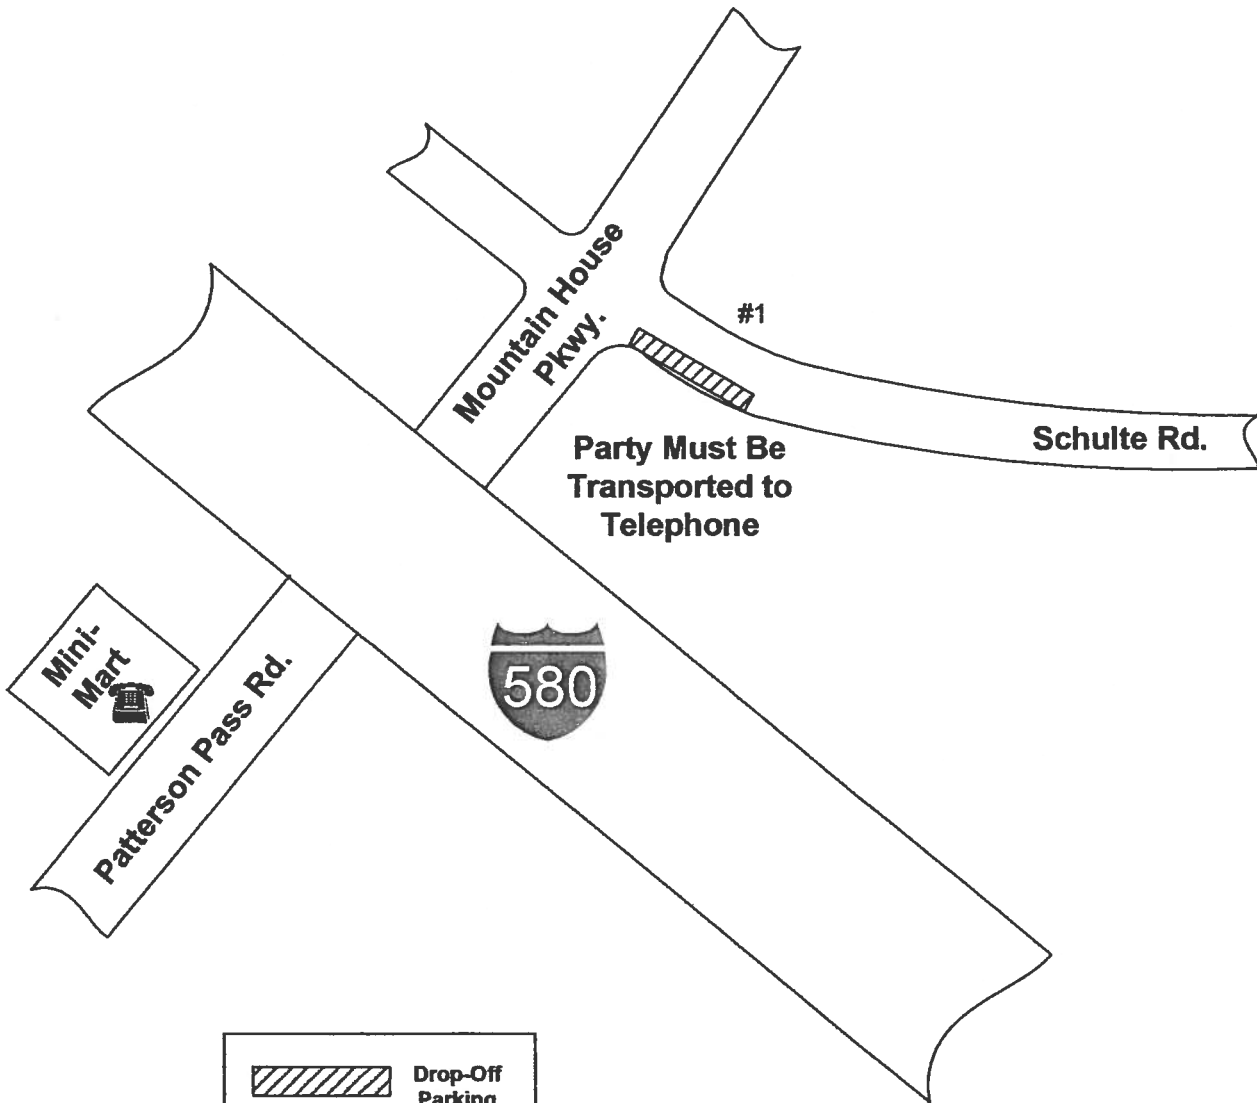 Mountain House
Pkwy.
#1
Schulte Rd.
Party Must Be
Transported to
Telephone
Mini-
Mart
580
Patterson Pass Rd.
Drop-Off
Parking